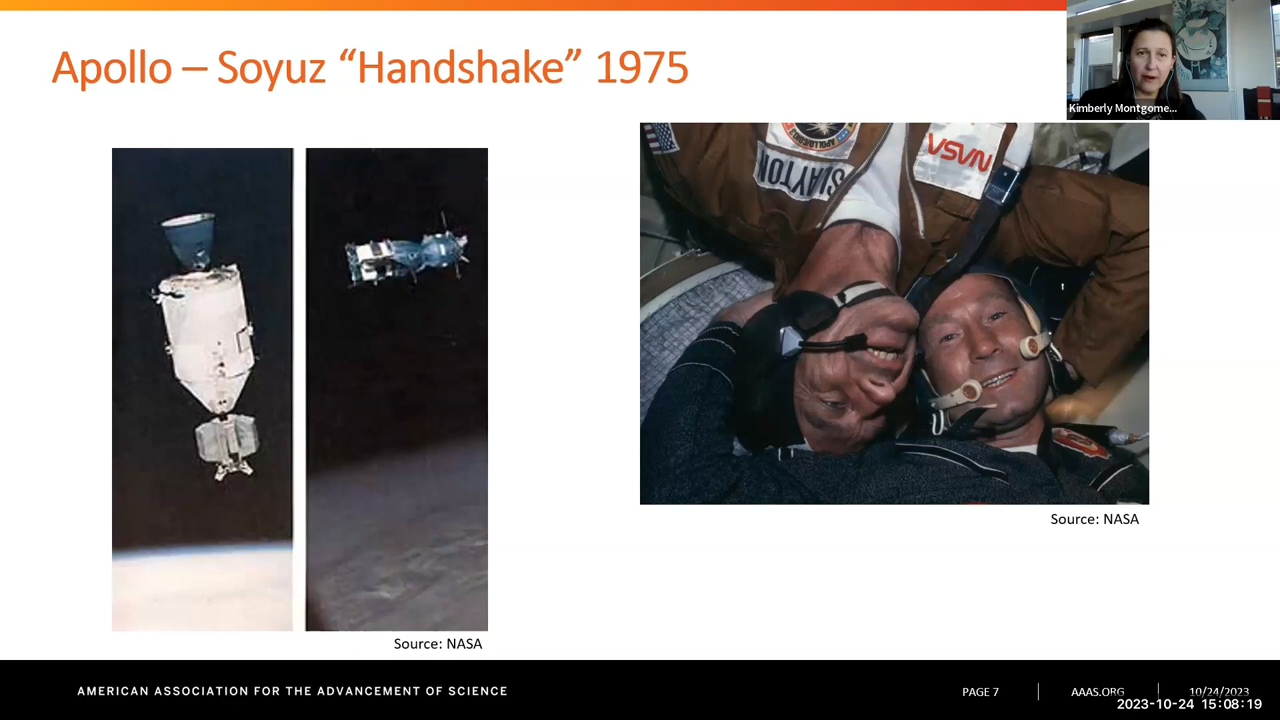 Apollo – Soyuz “Handshake” 1975
Kimberly Montgome...
SLAYTON
NASA
Source: NASA
Source: NASA
AMERICAN ASSOCIATION FOR THE ADVANCEMENT OF SCIENCE
PAGE 7
AAAS.ORG
10/24/2023
2023-10-24 15:08:19